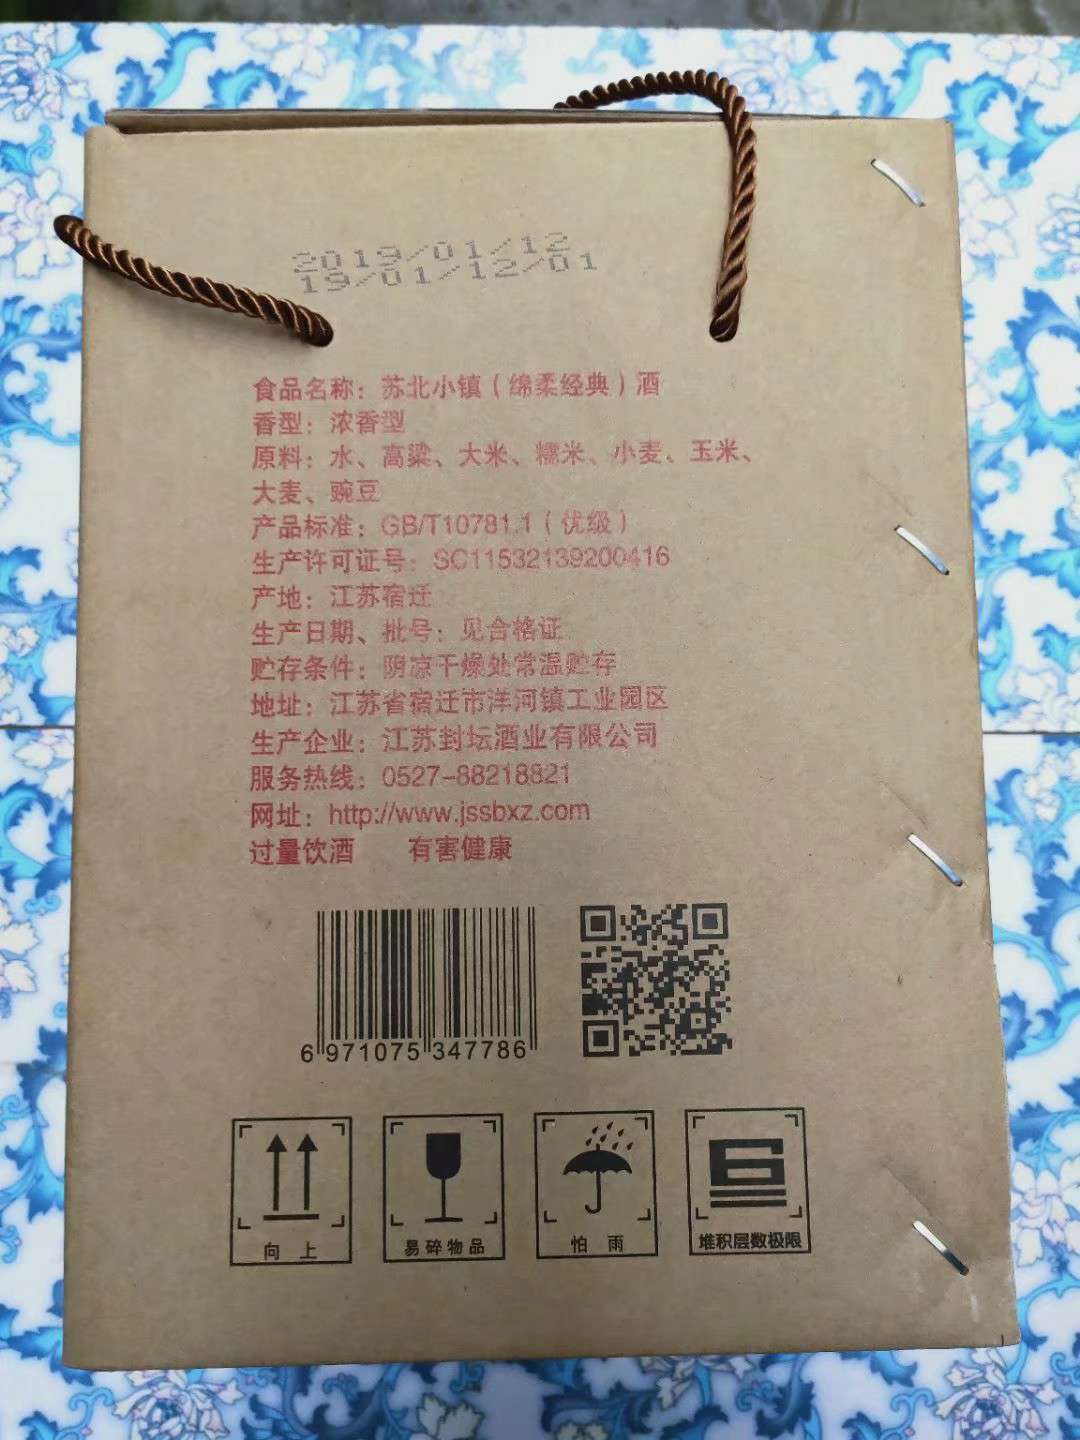 2019/01/12
19/01/12/01
食品名称：苏北小镇（绵柔经典）酒
香型：浓香型
原料：水、高粱、大米、糯米、小麦、玉米、
大麦、豌豆
产品标准：GB/T10781.1（优级）
生产许可证号：SC11532139200416
产地：江苏宿迁
生产日期、批号：见合格证
贮存条件：阴凉干燥处常温贮存
地址：江苏省宿迁市洋河镇工业园区
生产企业：江苏封坛酒业有限公司
服务热线：0527-88218821
网址：http://www.jssbxz.com
过量饮酒 有害健康
6 971075 347786
6
向上 易碎物品 怕雨 堆积层数极限